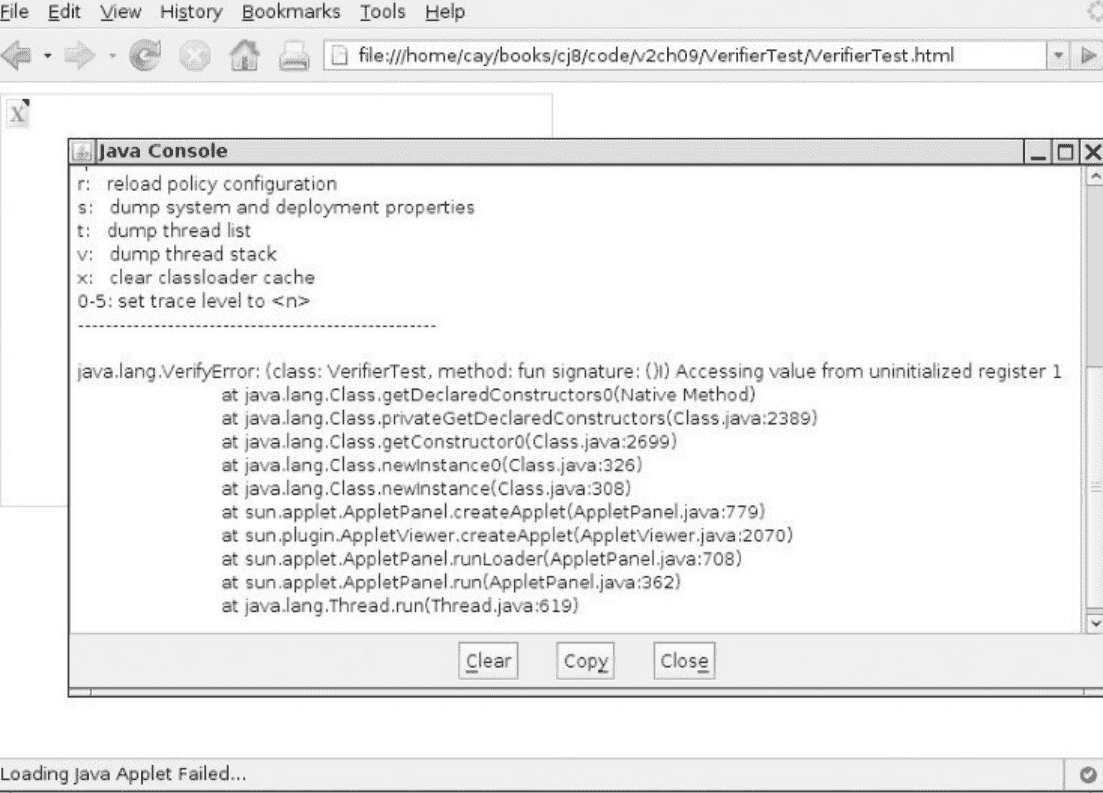 File Edit View History Bookmarks Tools Help
file:///home/cay/books/cj8/code/v2ch09/VerifierTest/VerifierTest.html
X
Java Console
r: reload policy configuration
s: dump system and deployment properties
t: dump thread list
v: dump thread stack
x: clear classloader cache
0-5: set trace level to <n>
----------------------------------------------------
java.lang.VerifyError: (class: VerifierTest, method: fun signature: ()I) Accessing value from uninitialized register 1
at java.lang.Class.getDeclaredConstructors0(Native Method)
at java.lang.Class.privateGetDeclaredConstructors(Class.java:2389)
at java.lang.Class.getConstructor0(Class.java:2699)
at java.lang.Class.newInstance0(Class.java:326)
at java.lang.Class.newInstance(Class.java:308)
at sun.applet.AppletPanel.createApplet(AppletPanel.java:779)
at sun.plugin.AppletViewer.createApplet(AppletViewer.java:2070)
at sun.applet.AppletPanel.runLoader(AppletPanel.java:708)
at sun.applet.AppletPanel.run(AppletPanel.java:362)
at java.lang.Thread.run(Thread.java:619)
Clear Copy Close
Loading Java Applet Failed...